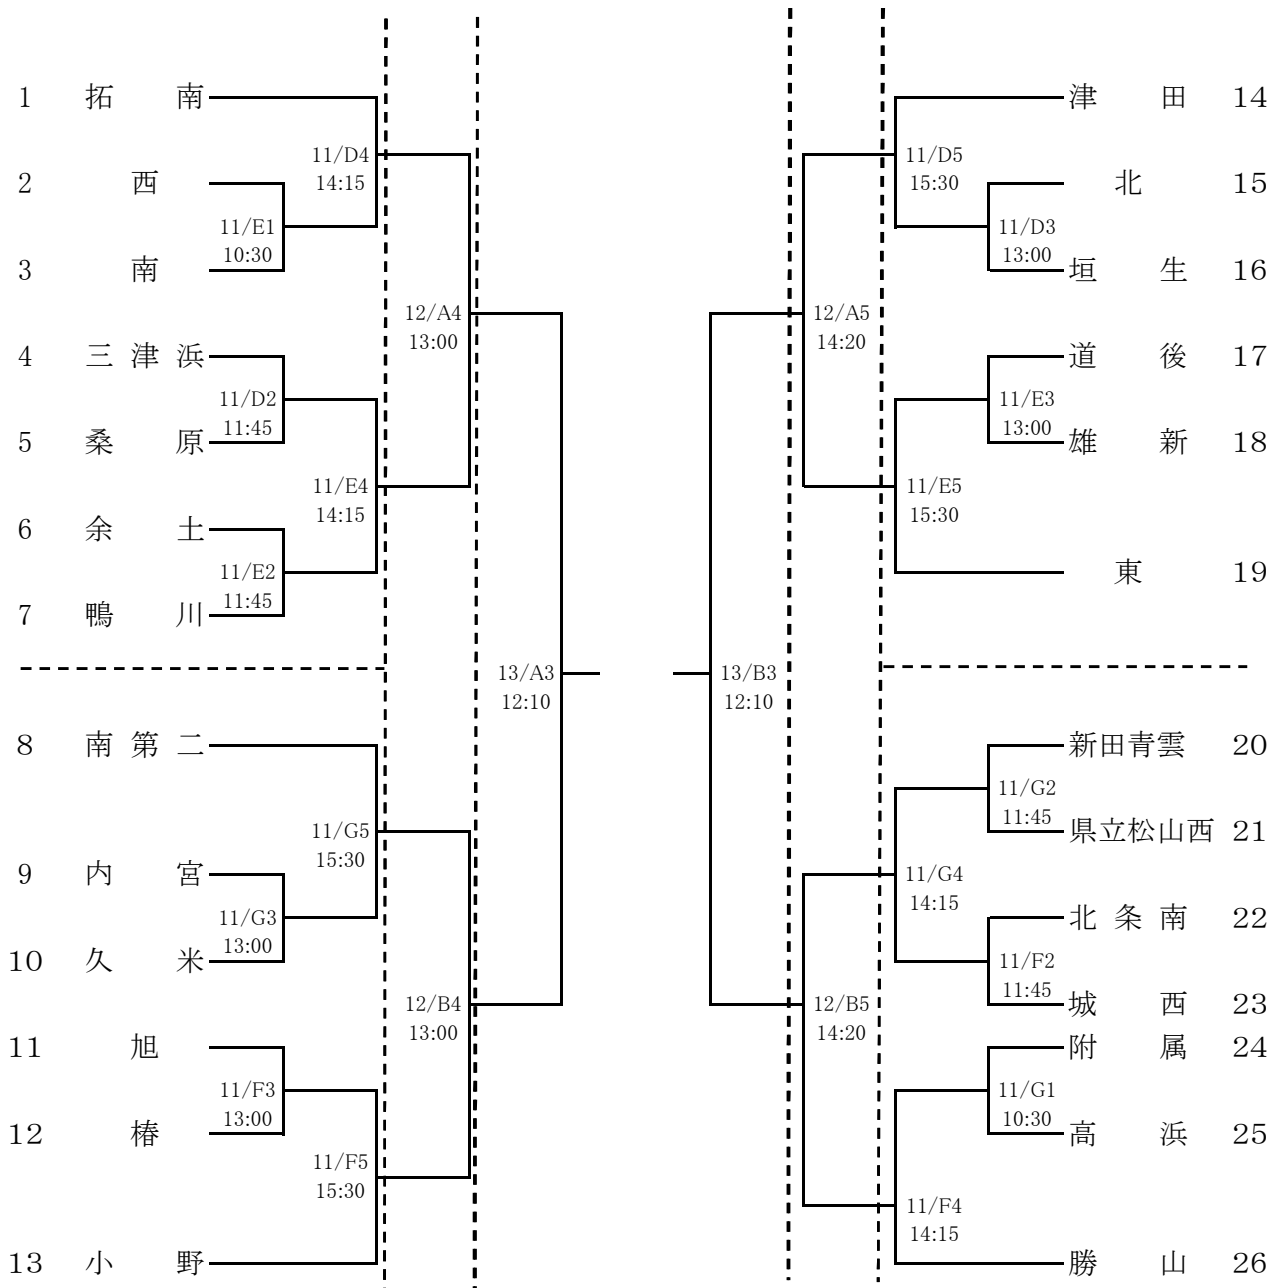 1 拓 南
11/D4
14:15
2 西
11/E1
10:30
3 南
12/A4
13:00
4 三 津 浜
11/D2
11:45
5 桑 原
11/E4
14:15
6 余 土
11/E2
11:45
7 鴨 川
13/A3
12:10
8 南 第 二
11/G5
15:30
9 内 宮
11/G3
13:00
10 久 米
12/B4
13:00
11 旭
11/F3
13:00
12 椿
11/F5
15:30
13 小 野
津 田 14
11/D5
15:30
北 15
11/D3
13:00
垣 生 16
12/A5
14:20
道 後 17
11/E3
13:00
雄 新 18
11/E5
15:30
東 19
13/B3
12:10
新田青雲 20
11/G2
11:45
県立松山西 21
11/G4
14:15
北 条 南 22
11/F2
11:45
城 西 23
12/B5
14:20
附 属 24
11/G1
10:30
高 浜 25
11/F4
14:15
勝 山 26